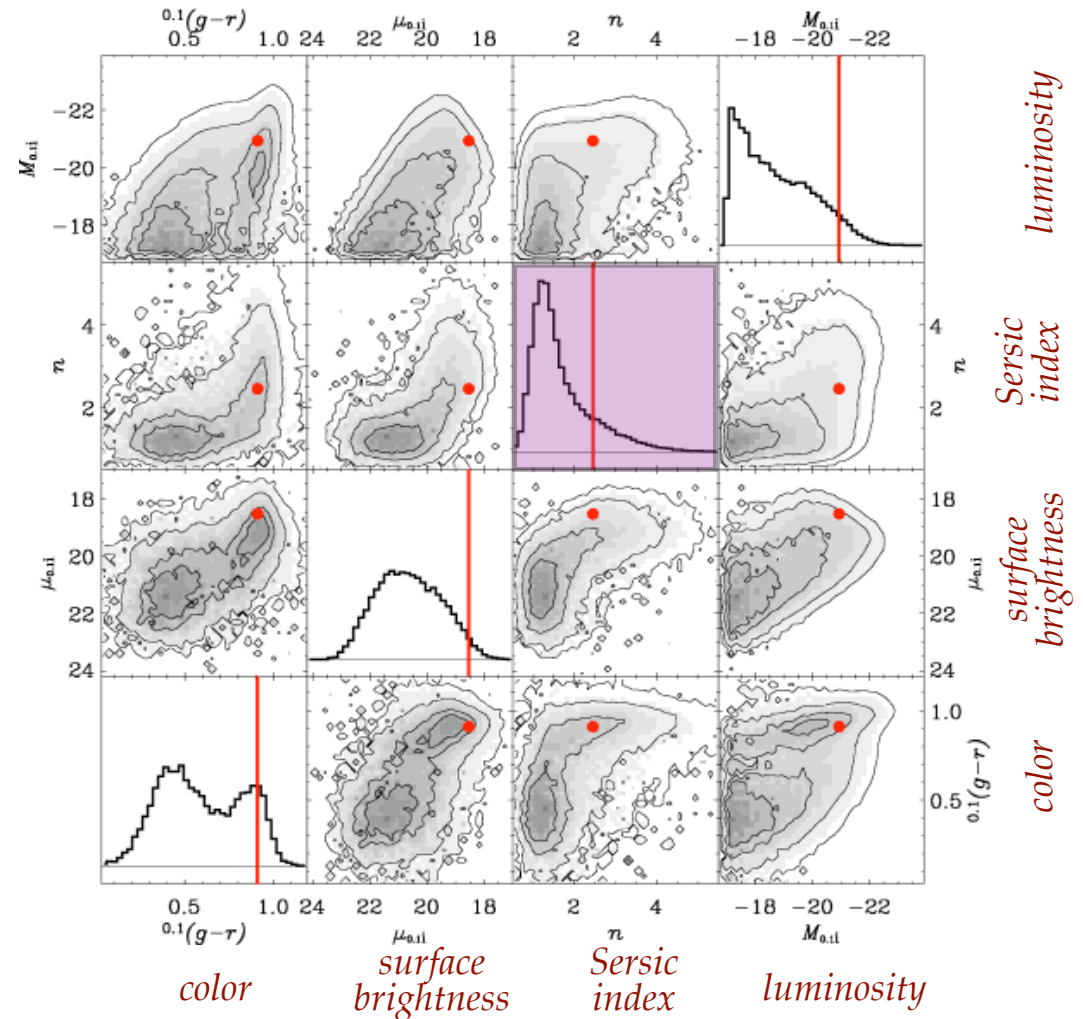 0.1(g−r) μ0.1i n M0.1i
0.5 1.0 24 22 20 18 2 4 −18 −20 −22
M0.1i −22 −20 −18 luminosity
n 4 2 4 2 n Sersic index
μ0.1i 18 20 22 24 18 20 22 24 μ0.1i surface brightness
1.0 0.5 0.1(g−r) color
0.5 1.0 24 22 20 18 2 4 −18 −20 −22
0.1(g−r) μ0.1i n M0.1i
color surface brightness Sersic index luminosity